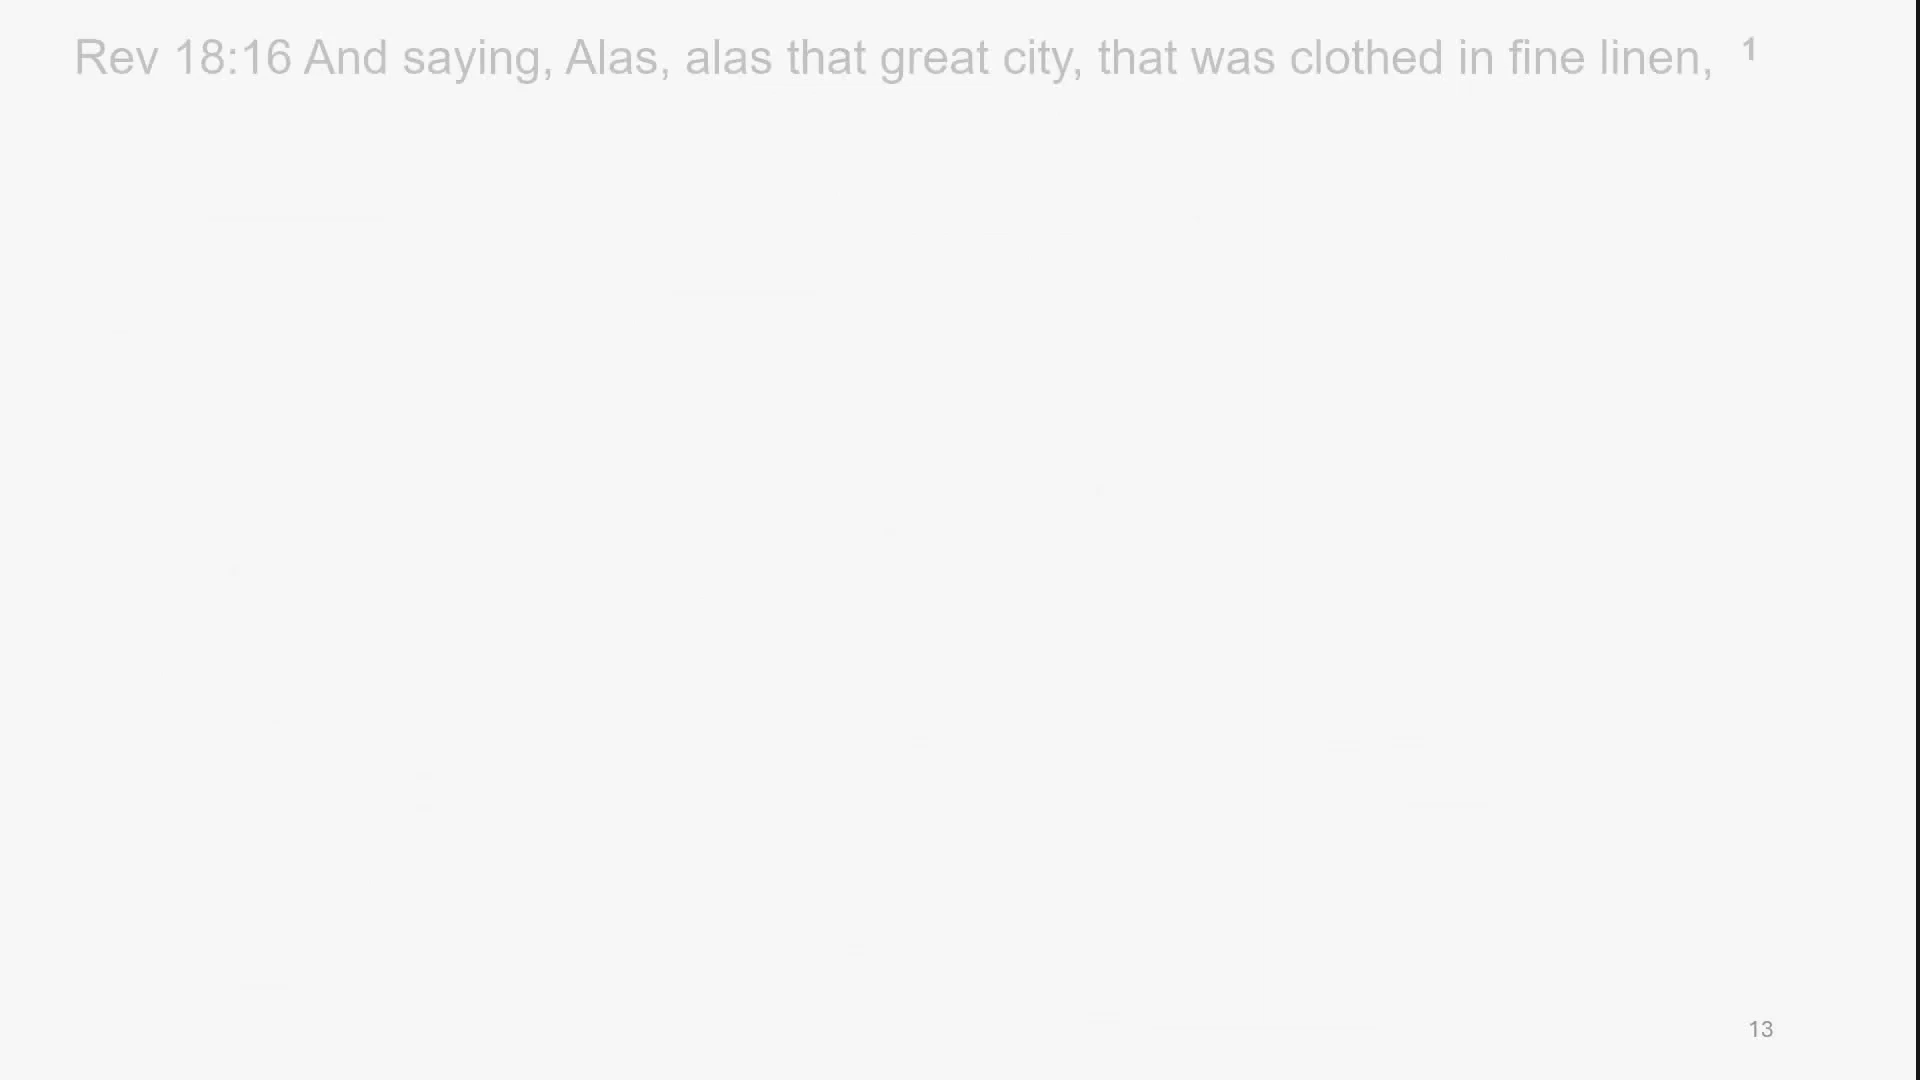 Rev 18:16 And saying, Alas, alas that great city, that was clothed in fine linen, 1
13